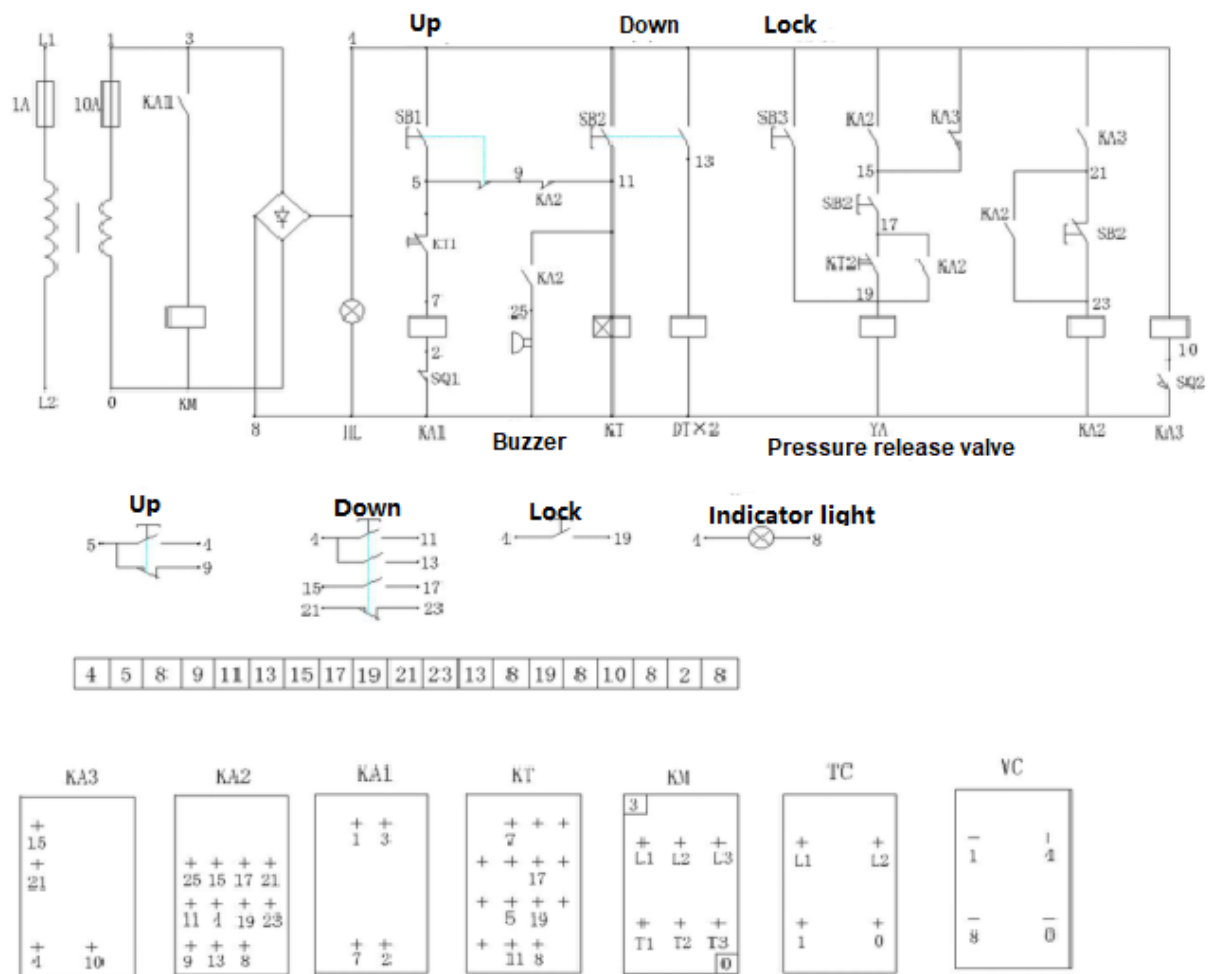 Up Down Lock
L1 1 3 4
1A 10A KA1 SB1 SB2 SB3 KA2 KA3 KA3
13
5 9 11 15 21
KA2
SB2 KA2 SB2
17
KT1 KA2 KT2 KA2
7 25 19 23
2 10
SQ1 SQ2
L2 0 KM
8 HL KA1 Buzzer KT DT×2 YA KA2 KA3
Pressure release valve
Up Down Lock Indicator light
5 4 4 11 4 19 4 8
9 13
15 17
21 23
4 5 8 9 11 13 15 17 19 21 23 13 8 19 8 10 8 2 8
KA3 KA2 KA1 KT KM TC VC
3
15 1 3 7 L1 L2 L3 L1 L2 1 4
21 25 15 17 21 17
11 4 19 23 5 19 T1 T2 T3 1 0 8 0
4 10 9 13 8 7 2 11 8 0